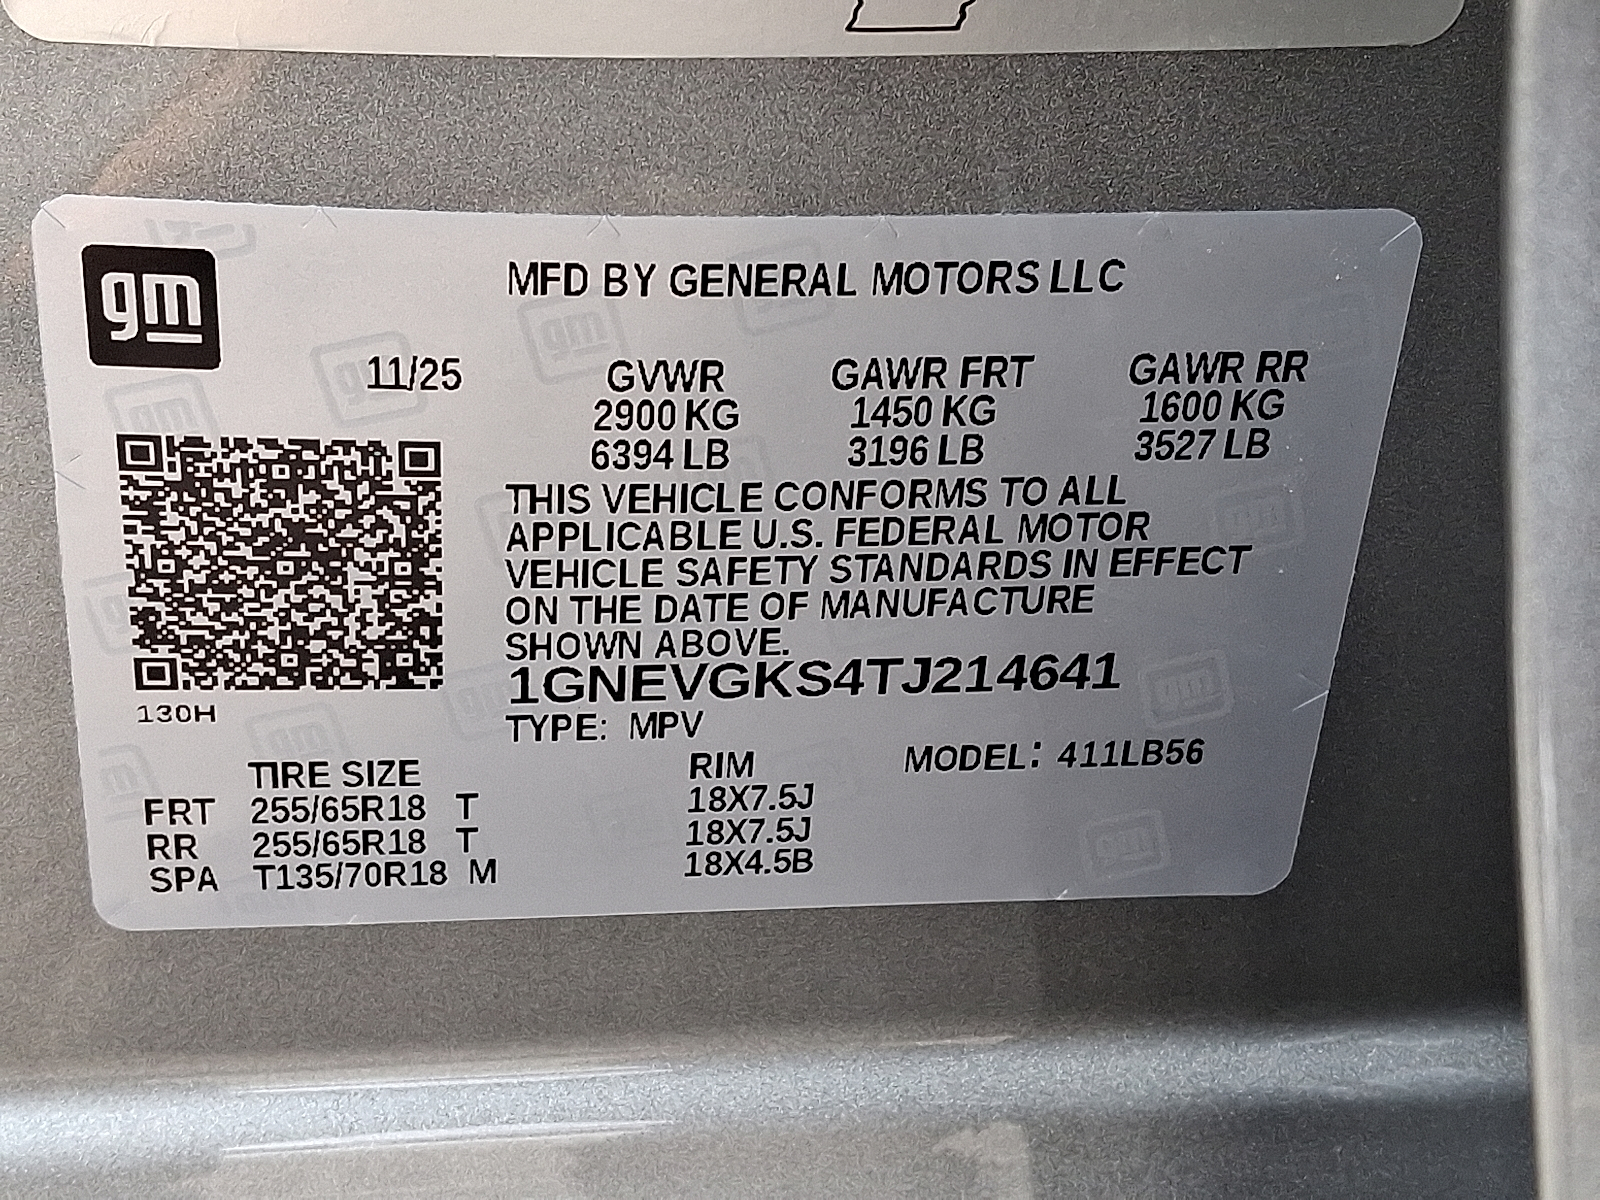 gm
MFD BY GENERAL MOTORS LLC
11/25 GVWR GAWR FRT GAWR RR
2900 KG 1450 KG 1600 KG
6394 LB 3196 LB 3527 LB
THIS VEHICLE CONFORMS TO ALL
APPLICABLE U.S. FEDERAL MOTOR
VEHICLE SAFETY STANDARDS IN EFFECT
ON THE DATE OF MANUFACTURE
SHOWN ABOVE.
1GNEVGKS4TJ214641
130H
TYPE: MPV
MODEL: 411LB56
TIRE SIZE RIM
FRT 255/65R18 T 18X7.5J
RR 255/65R18 T 18X7.5J
SPA T135/70R18 M 18X4.5B